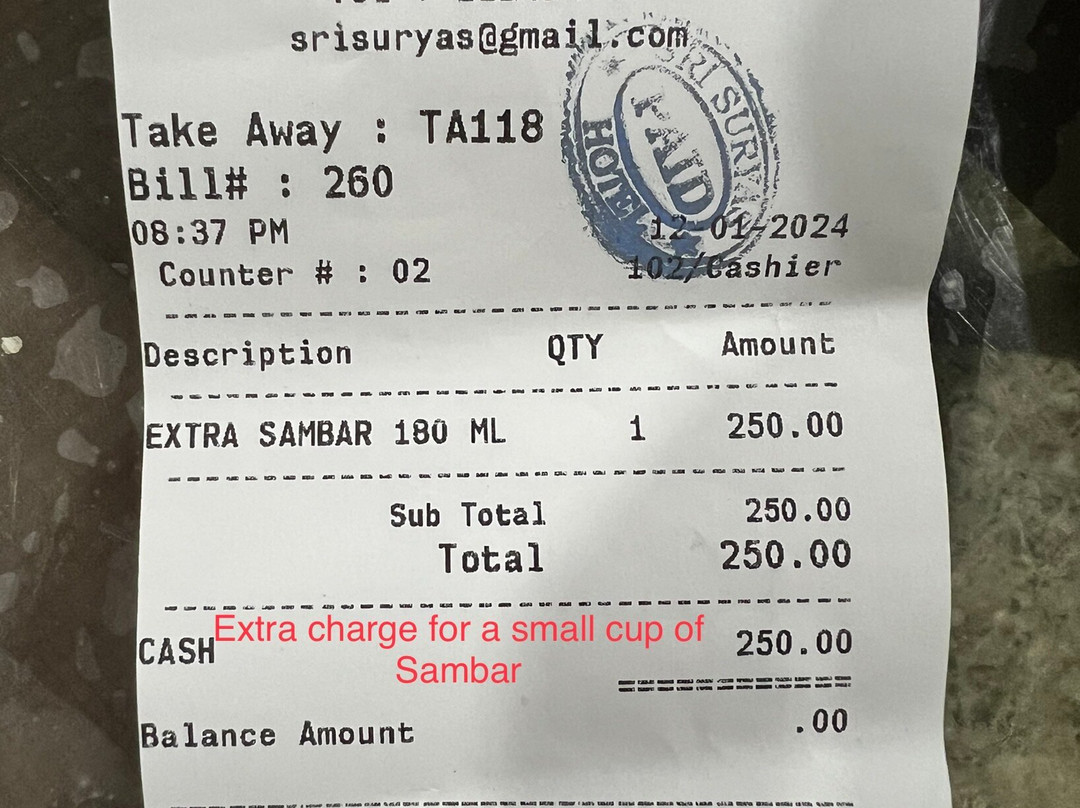 srisuryas@gmail.com
Take Away : TA118
Bill# : 260
08:37 PM 12-01-2024
Counter # : 02 102/Cashier
SRI SURYAS
PAID
HOTEL
Description QTY Amount
EXTRA SAMBAR 180 ML 1 250.00
Sub Total 250.00
Total 250.00
CASH 250.00
Extra charge for a small cup of
Sambar
Balance Amount .00